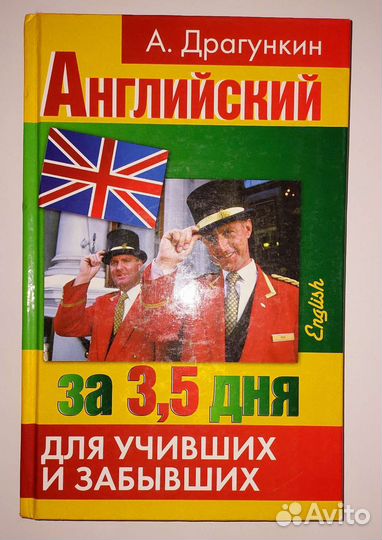 А. Драгункин
Английский
English
за 3,5 дня
ДЛЯ УЧИВШИХ
И ЗАБЫВШИХ
Avito